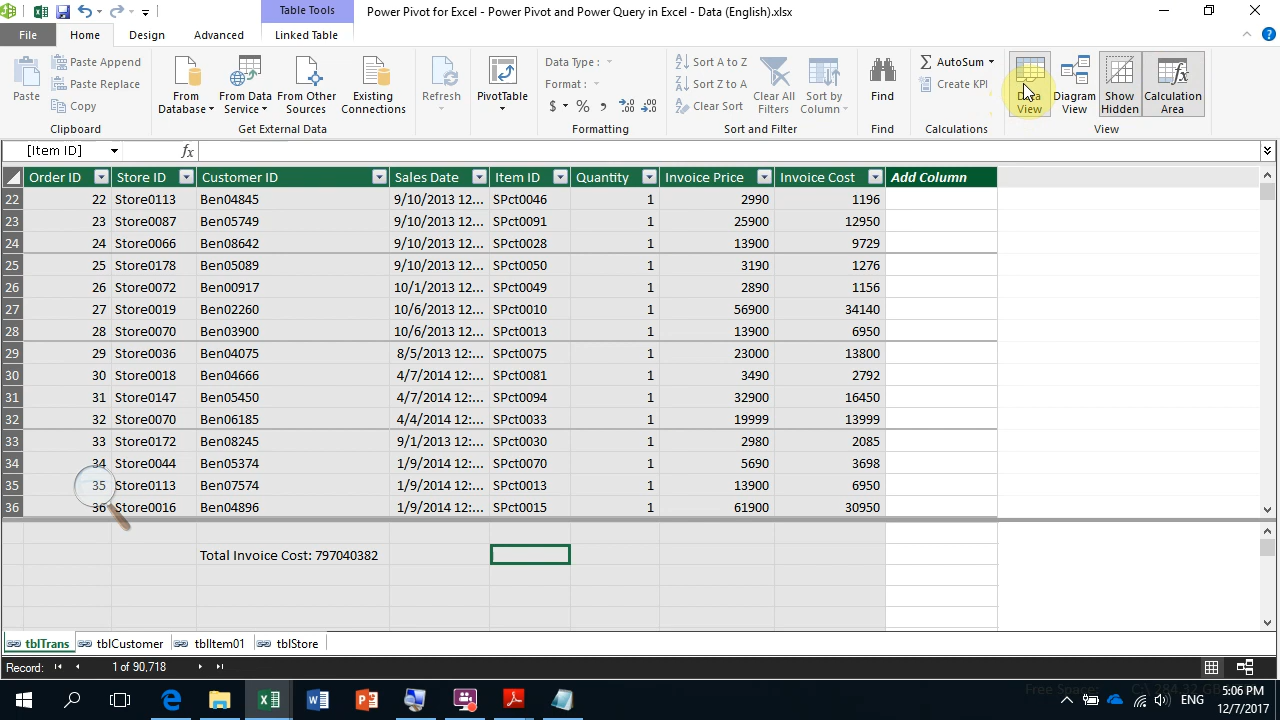 Table Tools
Power Pivot for Excel - Power Pivot and Power Query in Excel - Data (English).xlsx
File Home Design Advanced Linked Table
Paste
Paste Append
Paste Replace
Copy
Clipboard
From Database
From Data Service
From Other Sources
Existing Connections
Get External Data
Refresh
PivotTable
Data Type :
Format :
$ % , .00
Formatting
Sort A to Z
Sort Z to A
Clear Sort
Clear All Filters
Sort by Column
Sort and Filter
Find
Find
AutoSum
Create KPI
Calculations
Data View
Diagram View
Show Hidden
Calculation Area
View
[Item ID] fx
Order ID Store ID Customer ID Sales Date Item ID Quantity Invoice Price Invoice Cost Add Column
22 22 Store0113 Ben04845 9/10/2013 12... SPct0046 1 2990 1196
23 23 Store0087 Ben05749 9/10/2013 12... SPct0091 1 25900 12950
24 24 Store0066 Ben08642 9/10/2013 12... SPct0028 1 13900 9729
25 25 Store0178 Ben05089 9/10/2013 12... SPct0050 1 3190 1276
26 26 Store0072 Ben00917 10/1/2013 12... SPct0049 1 2890 1156
27 27 Store0019 Ben02260 10/6/2013 12... SPct0010 1 56900 34140
28 28 Store0070 Ben03900 10/6/2013 12... SPct0013 1 13900 6950
29 29 Store0036 Ben04075 8/5/2013 12:... SPct0075 1 23000 13800
30 30 Store0018 Ben04666 4/7/2014 12:... SPct0081 1 3490 2792
31 31 Store0147 Ben05450 4/7/2014 12:... SPct0094 1 32900 16450
32 32 Store0070 Ben06185 4/4/2014 12:... SPct0033 1 19999 13999
33 33 Store0172 Ben08245 9/1/2013 12:... SPct0030 1 2980 2085
34 34 Store0044 Ben05374 1/9/2014 12:... SPct0070 1 5690 3698
35 35 Store0113 Ben07574 1/9/2014 12:... SPct0013 1 13900 6950
36 36 Store0016 Ben04896 1/9/2014 12:... SPct0015 1 61900 30950
Total Invoice Cost: 797040382
tblTrans tblCustomer tblItem01 tblStore
Record: 1 of 90,718
Free Space: C:\ 284.32 GB
ENG
5:06 PM
12/7/2017